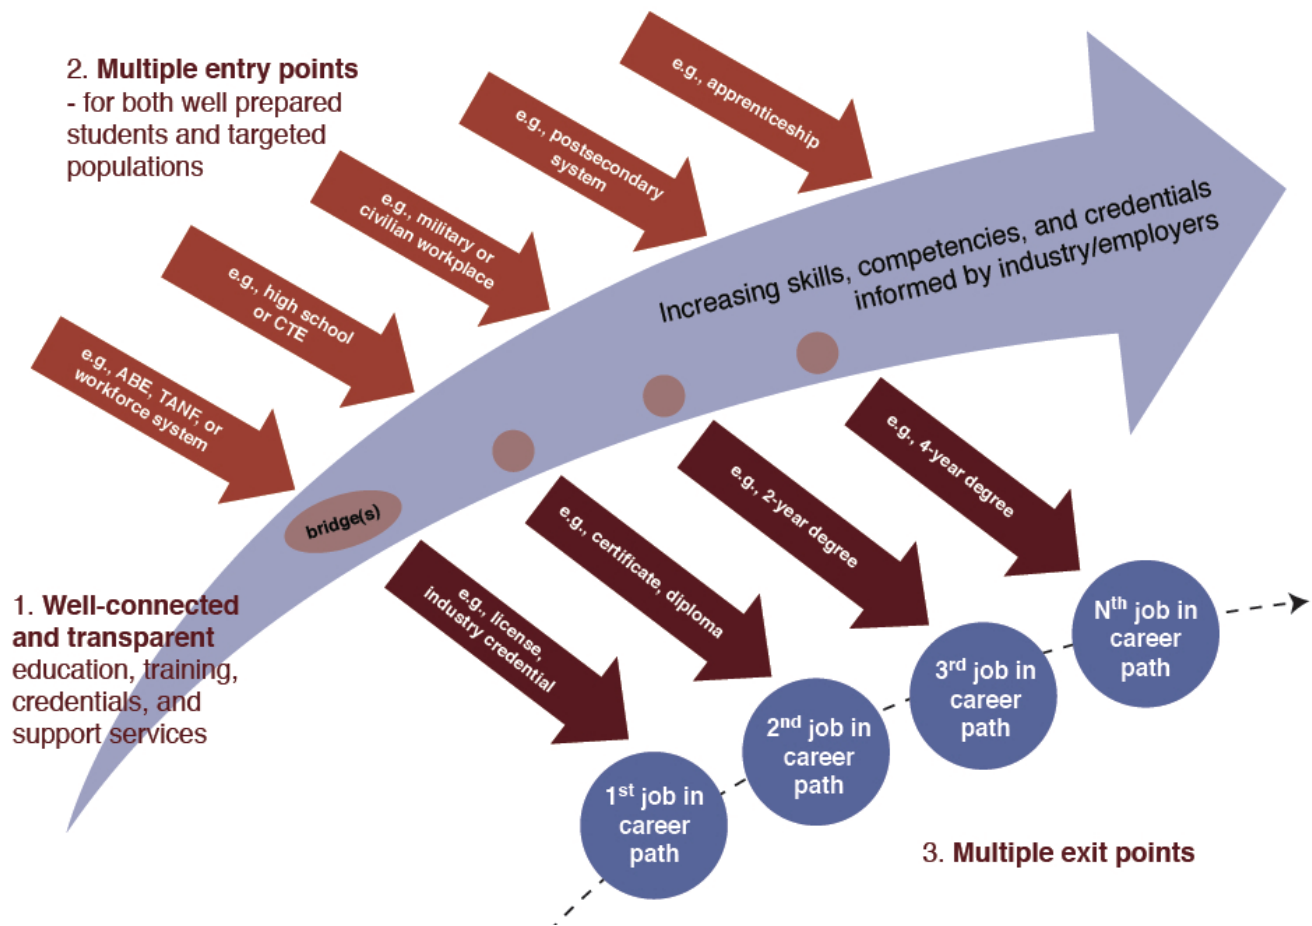 2. Multiple entry points
- for both well prepared
students and targeted
populations
e.g., apprenticeship
e.g., postsecondary
system
e.g., military or
civilian workplace
e.g., high school
or CTE
e.g., ABE, TANF, or
workforce system
Increasing skills, competencies, and credentials
informed by industry/employers
bridge(s)
1. Well-connected
and transparent
education, training,
credentials, and
support services
e.g., license,
industry credential
e.g., certificate, diploma
e.g., 2-year degree
e.g., 4-year degree
1st job in
career
path
2nd job in
career
path
3rd job in
career
path
Nth job in
career
path
3. Multiple exit points